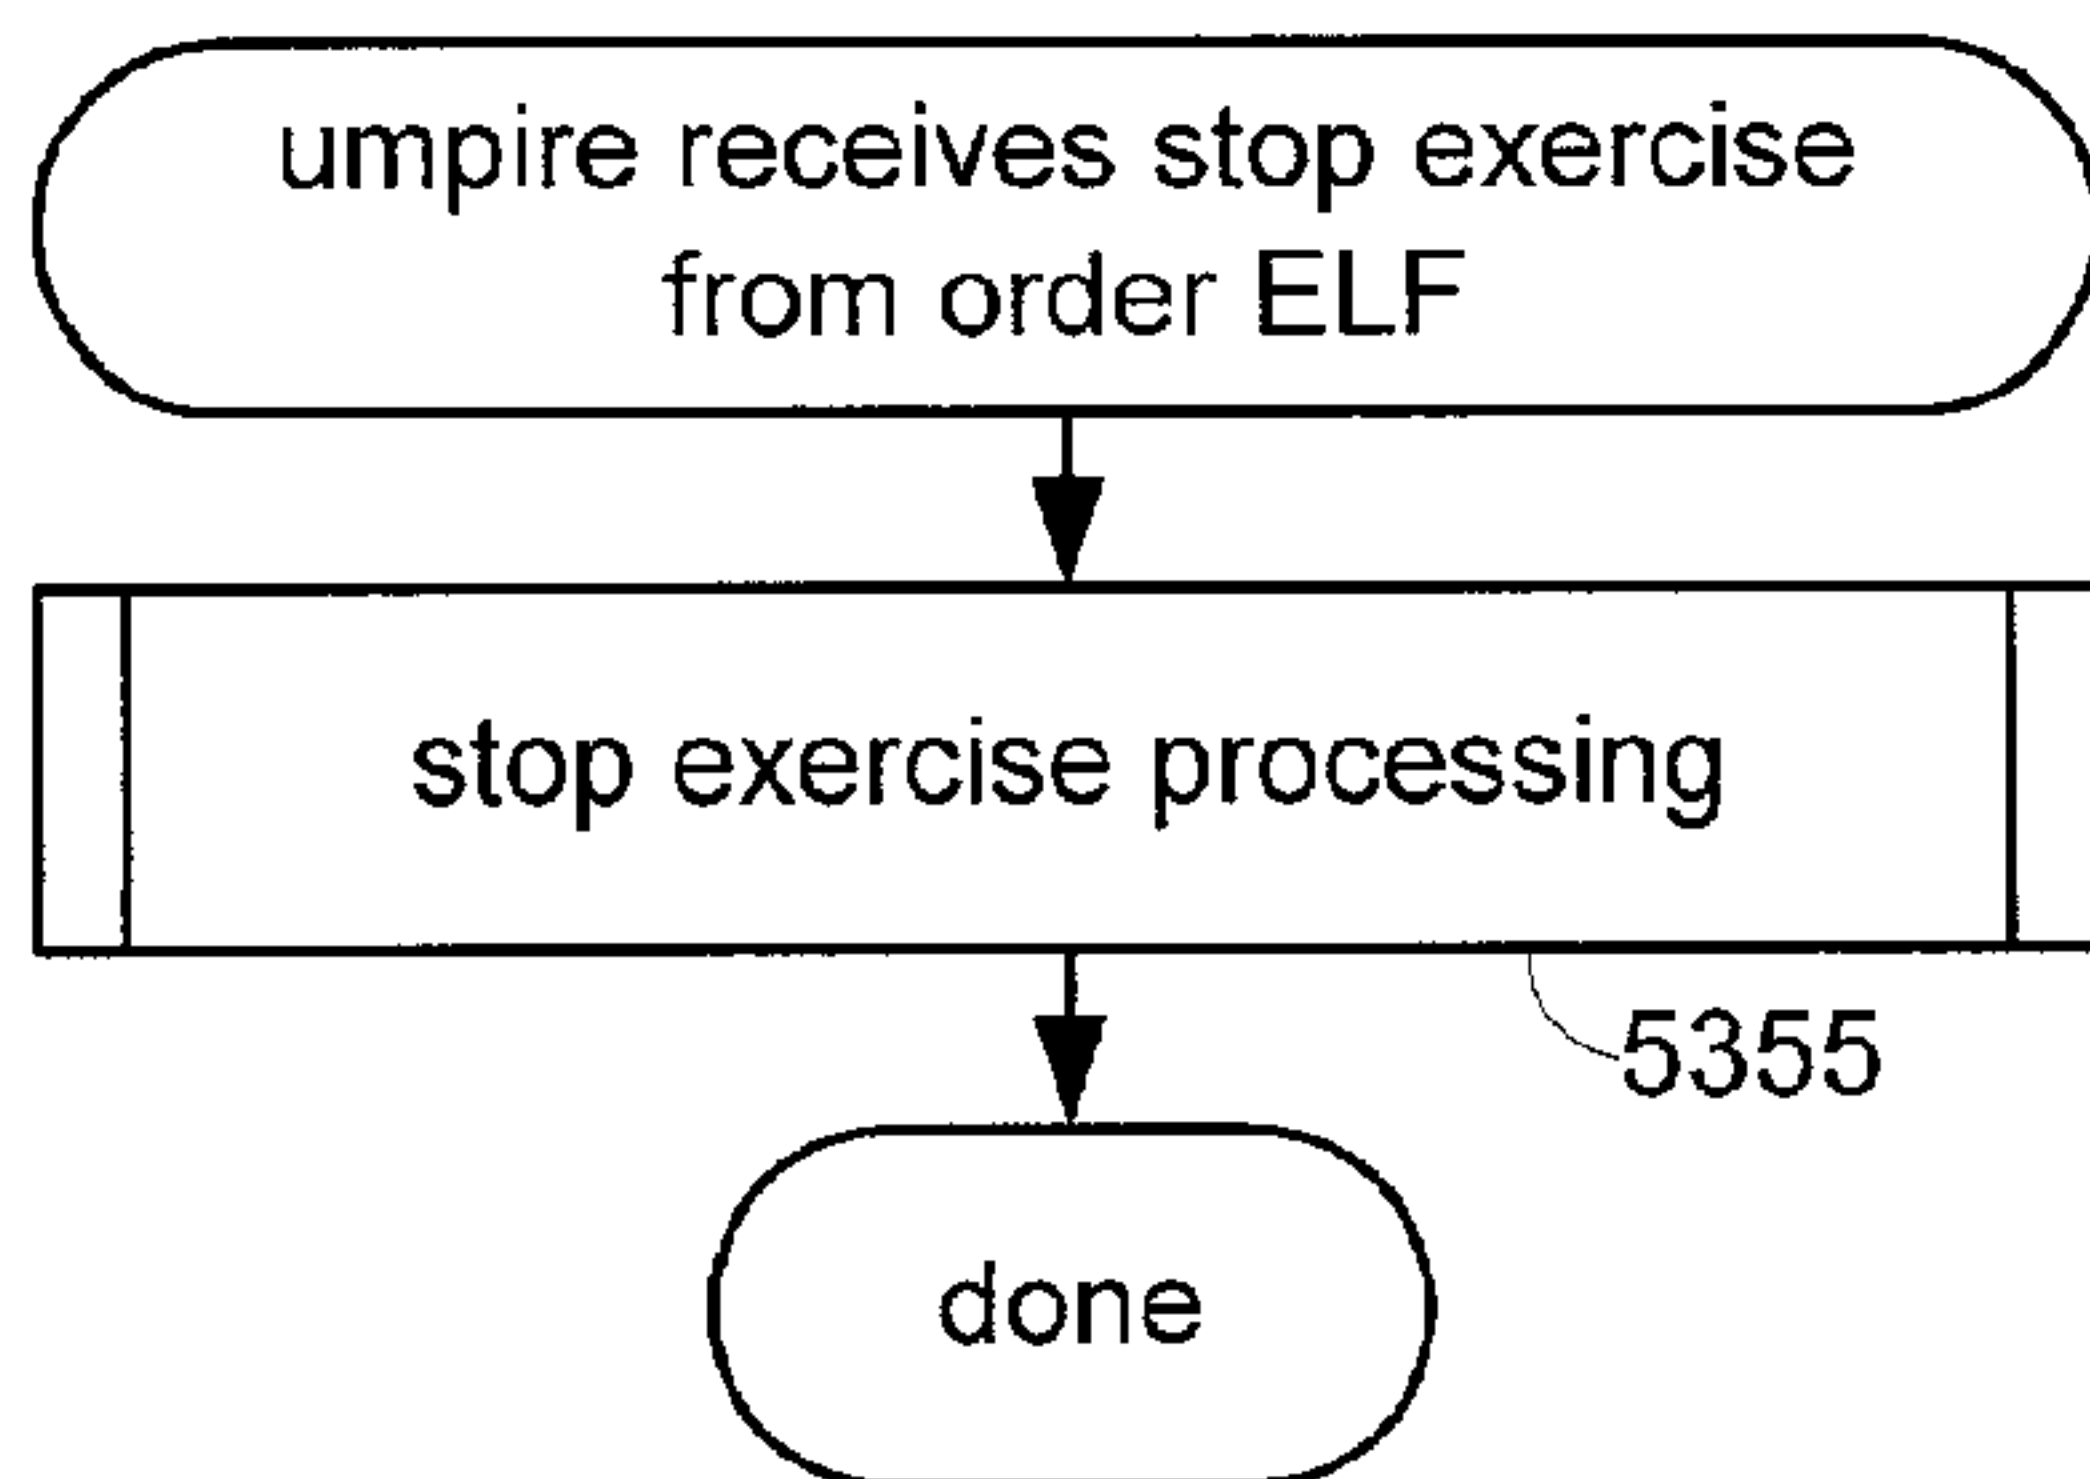 umpire receives stop exercise
from order ELF
stop exercise processing
5355
done